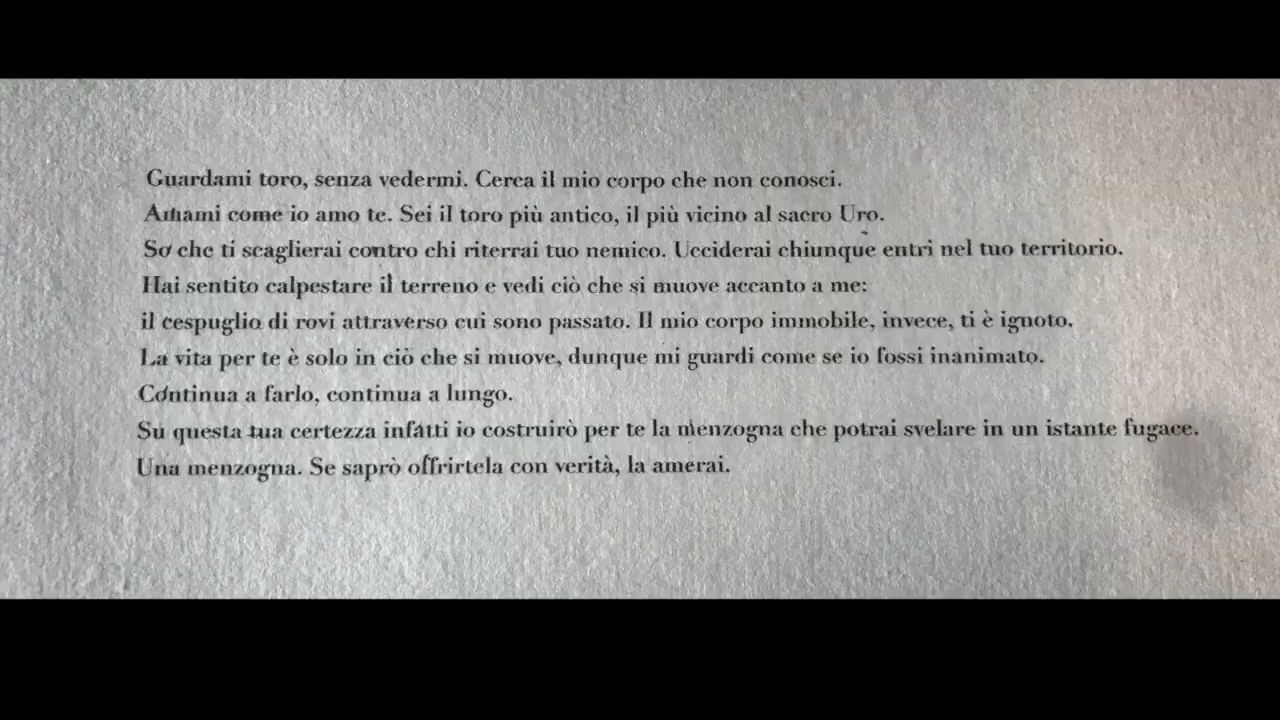 Guardami toro, senza vedermi. Cerca il mio corpo che non conosci.
Amami come io amo te. Sei il toro più antico, il più vicino al sacro Uro.
So che ti scaglierai contro chi riterrai tuo nemico. Ucciderai chiunque entri nel tuo territorio.
Hai sentito calpestare il terreno e vedi ciò che si muove accanto a me:
il cespuglio di rovi attraverso cui sono passato. Il mio corpo immobile, invece, ti è ignoto.
La vita per te è solo in ciò che si muove, dunque mi guardi come se io fossi inanimato.
Continua a farlo, continua a lungo.
Su questa tua certezza infatti io costruirò per te la menzogna che potrai svelare in un istante fugace.
Una menzogna. Se saprò offrirtela con verità, la amerai.